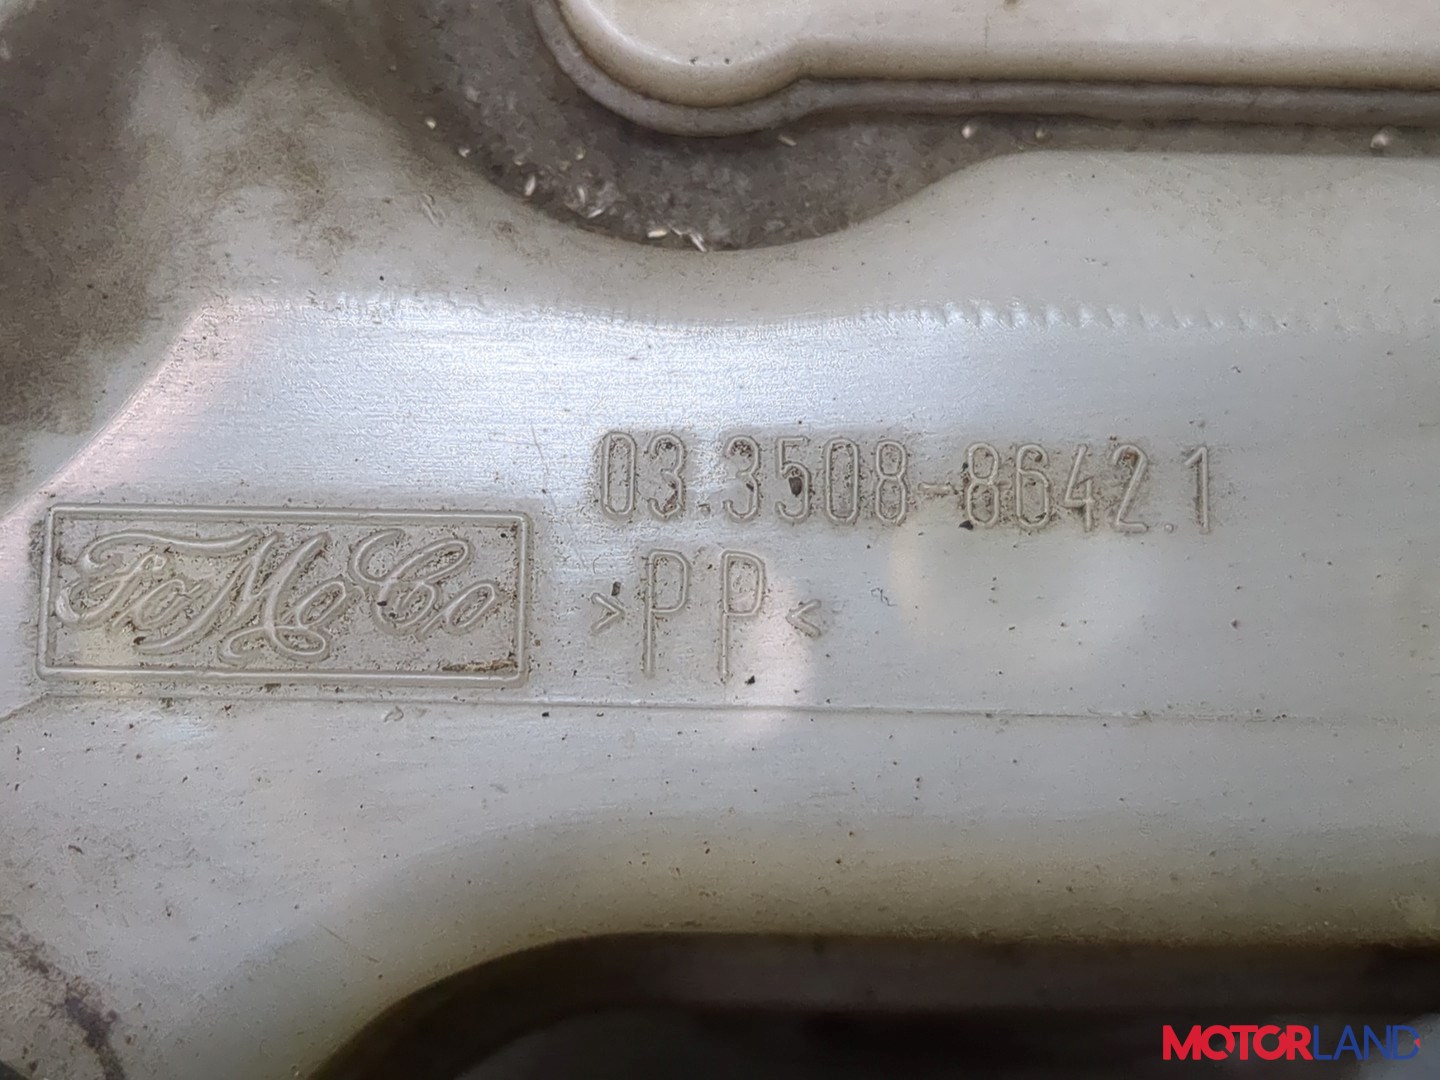 03.3508-8642.1
FoMoCo
>PP<
MOTORLAND